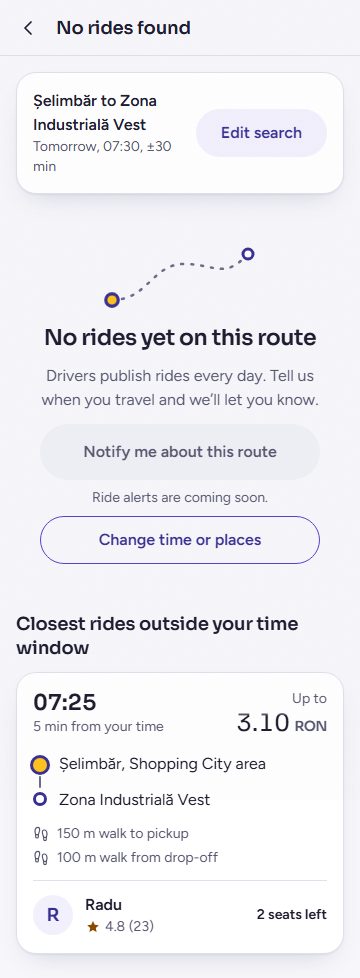 No rides found
Șelimbăr to Zona
Industrială Vest
Tomorrow, 07:30, ±30
min
Edit search
No rides yet on this route
Drivers publish rides every day. Tell us
when you travel and we'll let you know.
Notify me about this route
Ride alerts are coming soon.
Change time or places
Closest rides outside your time
window
07:25
5 min from your time
Up to
3.10 RON
Șelimbăr, Shopping City area
Zona Industrială Vest
150 m walk to pickup
100 m walk from drop-off
R
Radu
4.8 (23)
2 seats left